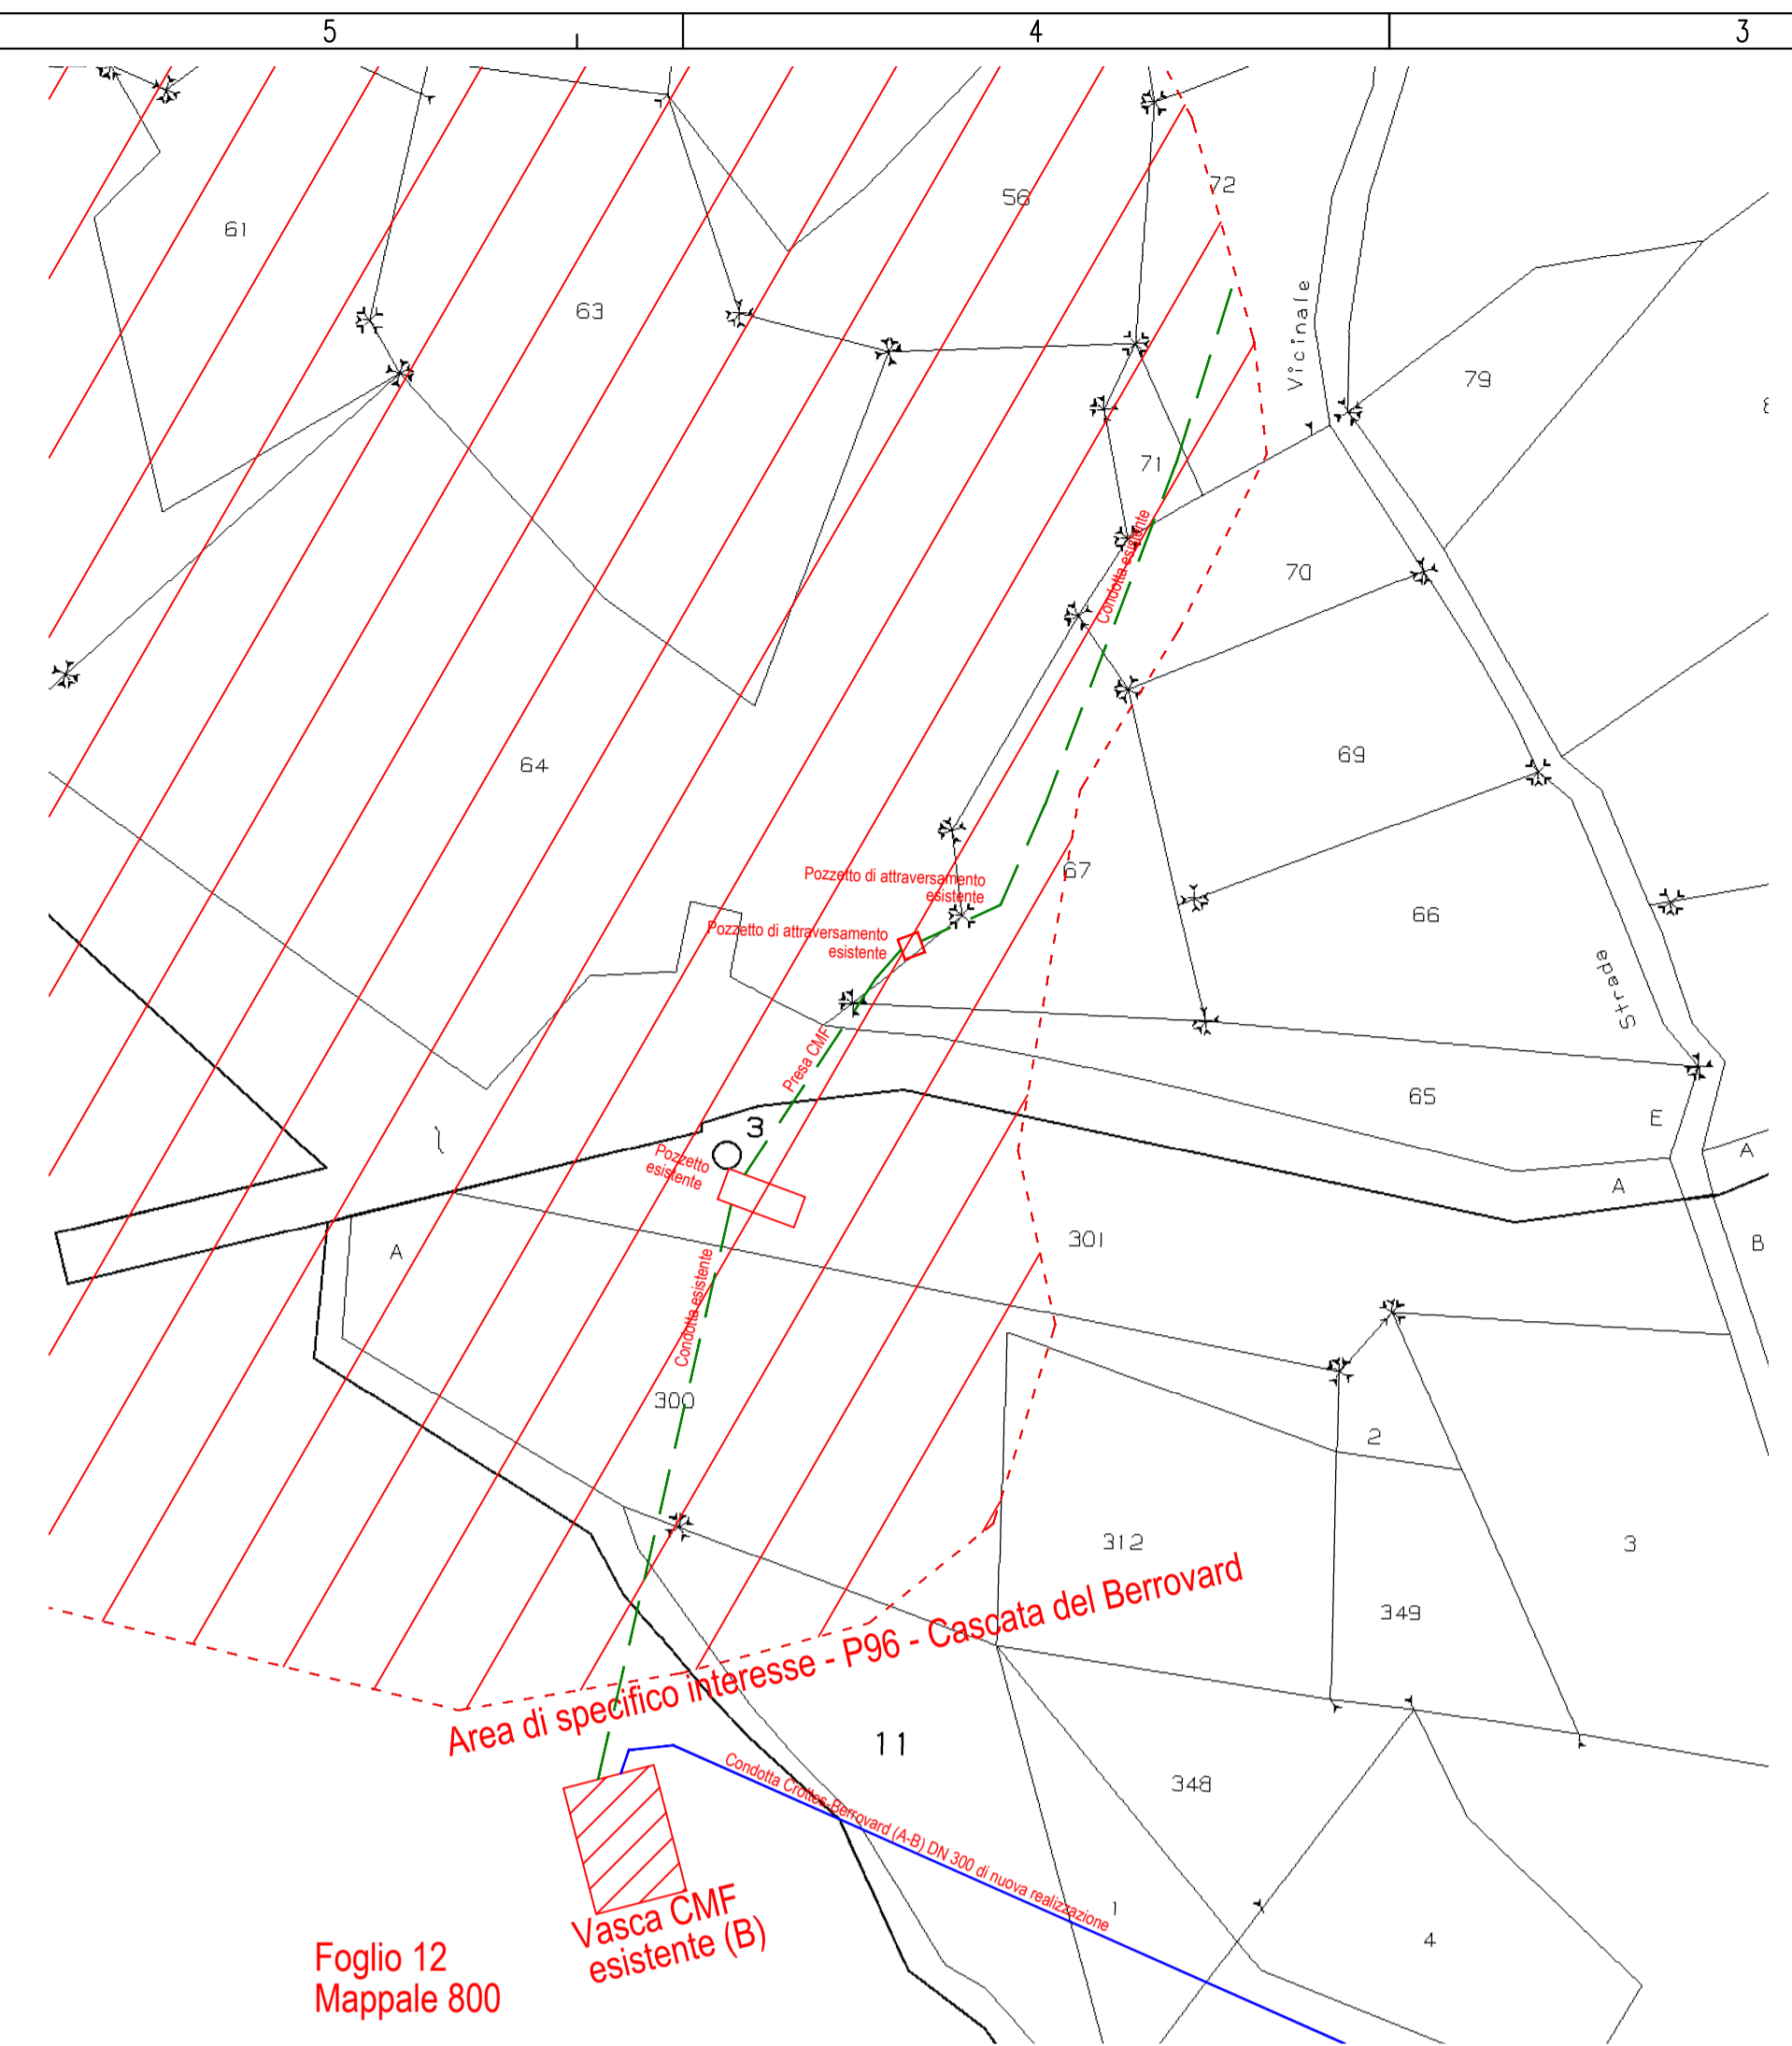 5
4
3
61
63
56
72
Vicinale
79
71
70
64
69
67
66
Strada
65
E
A
A
B
Condotta esistente
Pozzetto di attraversamento
esistente
Pozzetto di attraversamento
esistente
Presa CMF
3
Pozzetto
esistente
A
301
Condotta esistente
300
2
312
3
349
Area di specifico interesse - P96 - Cascata del Berrovard
11
348
Condotta Crottes-Berrovard (A-B) DN 300 di nuova realizzazione
1
4
Vasca CMF
esistente (B)
Foglio 12
Mappale 800